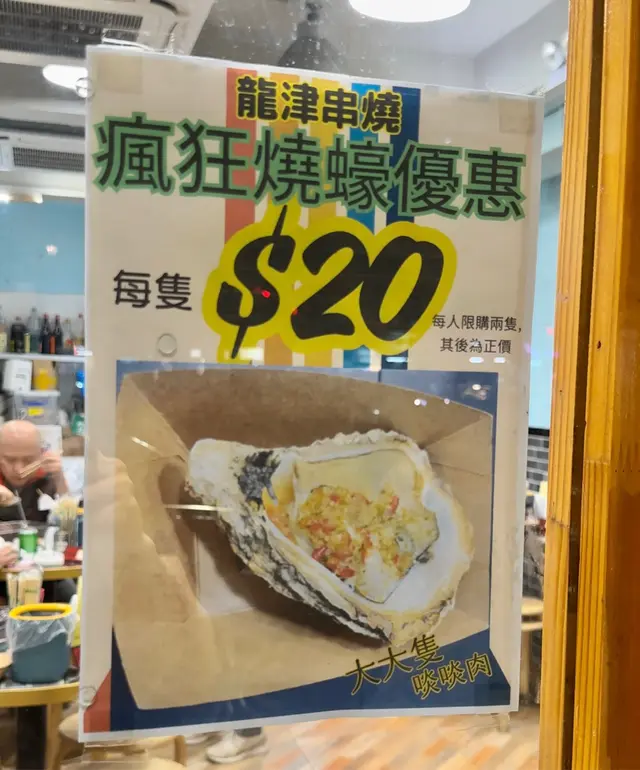 龍津串燒
瘋狂燒蠔優惠
每隻 $20
每人限購兩隻,
其後為正價
大大隻
啖啖肉